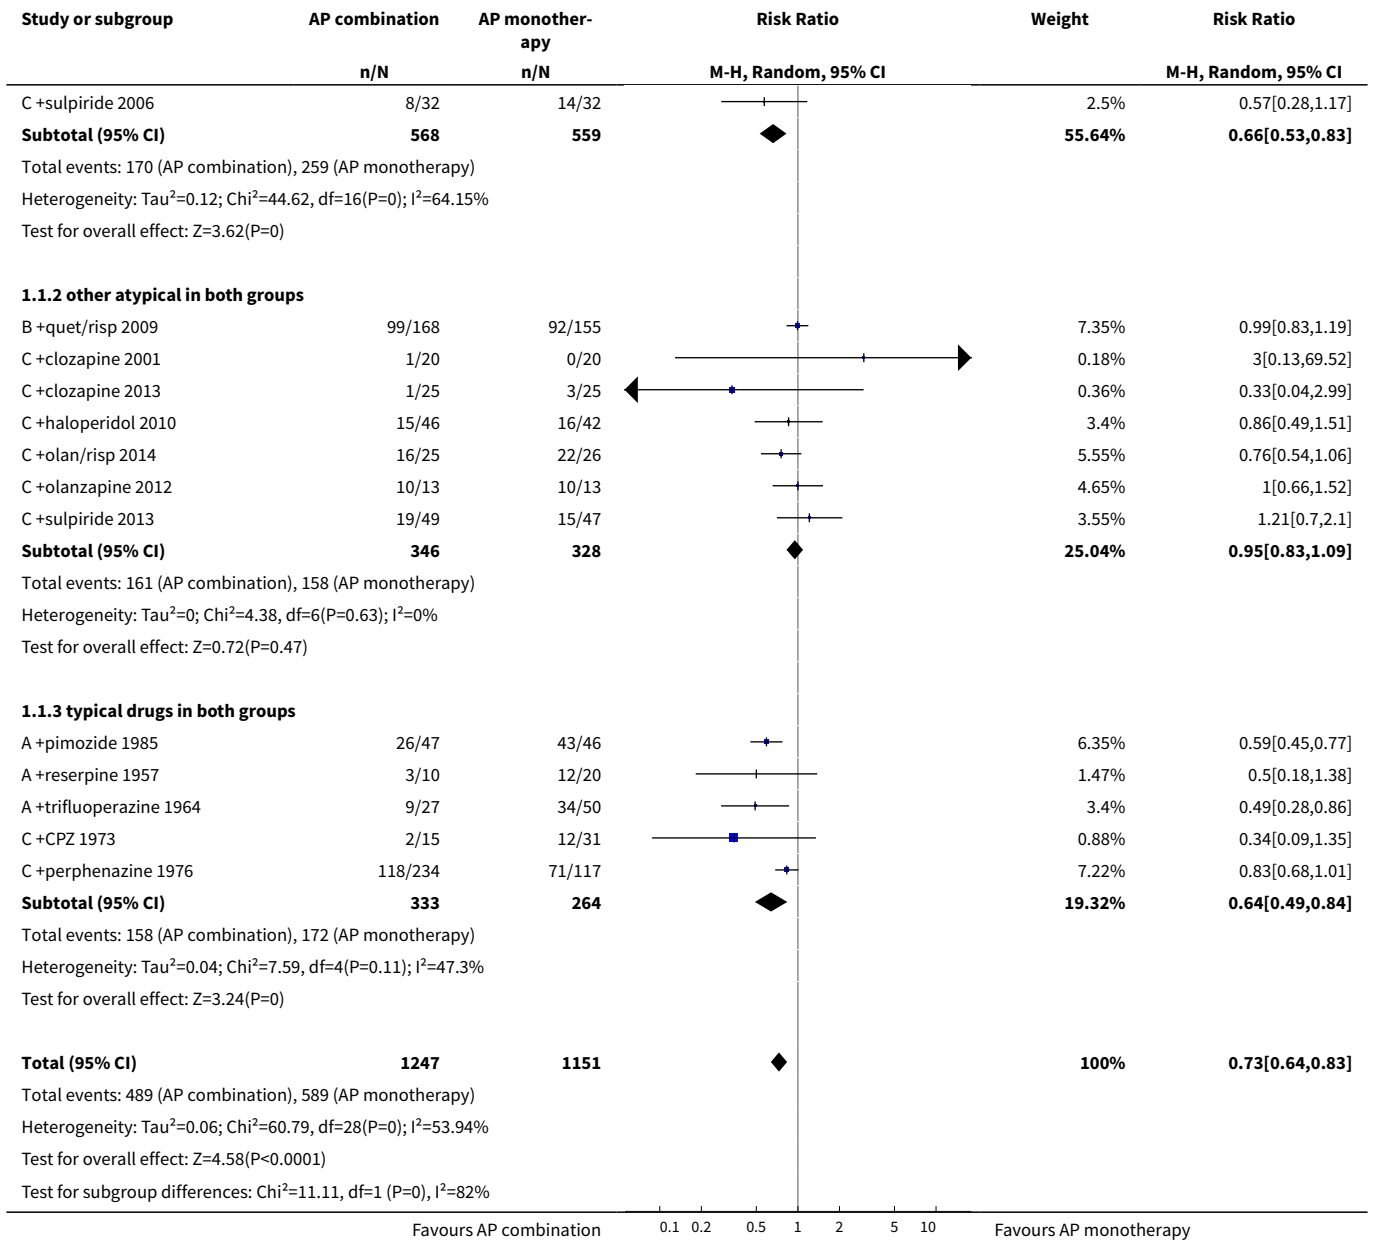 Study or subgroup AP combination AP monother- Risk Ratio Weight Risk Ratio
apy
n/N n/N M-H, Random, 95% CI M-H, Random, 95% CI
C +sulpiride 2006 8/32 14/32 2.5% 0.57[0.28,1.17]
Subtotal (95% CI) 568 559 55.64% 0.66[0.53,0.83]
Total events: 170 (AP combination), 259 (AP monotherapy)
Heterogeneity: Tau²=0.12; Chi²=44.62, df=16(P=0); I²=64.15%
Test for overall effect: Z=3.62(P=0)
1.1.2 other atypical in both groups
B +quet/risp 2009 99/168 92/155 7.35% 0.99[0.83,1.19]
C +clozapine 2001 1/20 0/20 0.18% 3[0.13,69.52]
C +clozapine 2013 1/25 3/25 0.36% 0.33[0.04,2.99]
C +haloperidol 2010 15/46 16/42 3.4% 0.86[0.49,1.51]
C +olan/risp 2014 16/25 22/26 5.55% 0.76[0.54,1.06]
C +olanzapine 2012 10/13 10/13 4.65% 1[0.66,1.52]
C +sulpiride 2013 19/49 15/47 3.55% 1.21[0.7,2.1]
Subtotal (95% CI) 346 328 25.04% 0.95[0.83,1.09]
Total events: 161 (AP combination), 158 (AP monotherapy)
Heterogeneity: Tau²=0; Chi²=4.38, df=6(P=0.63); I²=0%
Test for overall effect: Z=0.72(P=0.47)
1.1.3 typical drugs in both groups
A +pimozide 1985 26/47 43/46 6.35% 0.59[0.45,0.77]
A +reserpine 1957 3/10 12/20 1.47% 0.5[0.18,1.38]
A +trifluoperazine 1964 9/27 34/50 3.4% 0.49[0.28,0.86]
C +CPZ 1973 2/15 12/31 0.88% 0.34[0.09,1.35]
C +perphenazine 1976 118/234 71/117 7.22% 0.83[0.68,1.01]
Subtotal (95% CI) 333 264 19.32% 0.64[0.49,0.84]
Total events: 158 (AP combination), 172 (AP monotherapy)
Heterogeneity: Tau²=0.04; Chi²=7.59, df=4(P=0.11); I²=47.3%
Test for overall effect: Z=3.24(P=0)
Total (95% CI) 1247 1151 100% 0.73[0.64,0.83]
Total events: 489 (AP combination), 589 (AP monotherapy)
Heterogeneity: Tau²=0.06; Chi²=60.79, df=28(P=0); I²=53.94%
Test for overall effect: Z=4.58(P<0.0001)
Test for subgroup differences: Chi²=11.11, df=1 (P=0), I²=82%
Favours AP combination 0.1 0.2 0.5 1 2 5 10 Favours AP monotherapy